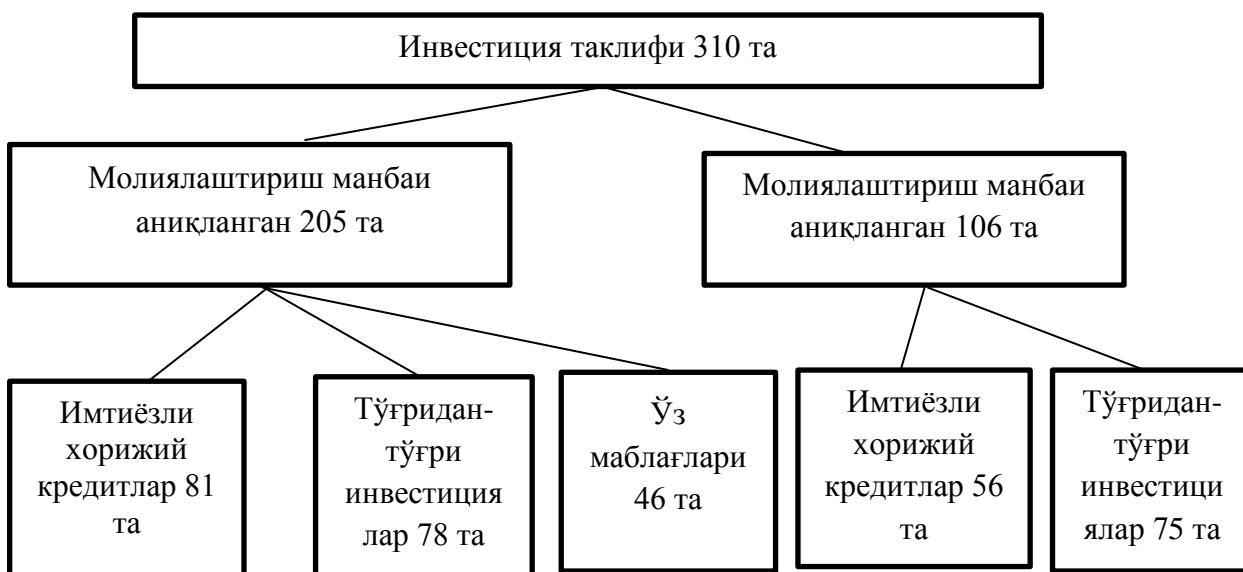 Инвестиция таклифи 310 та
Молиялаштириш манбаи
аниқланган 205 та
Молиялаштириш манбаи
аниқланган 106 та
Имтиёзли
хорижий
кредитлар 81
та
Тўғридан-
тўғри
инвестиция
лар 78 та
Ўз
маблағлари
46 та
Имтиёзли
хорижий
кредитлар 56
та
Тўғридан-
тўғри
инвестици
ялар 75 та